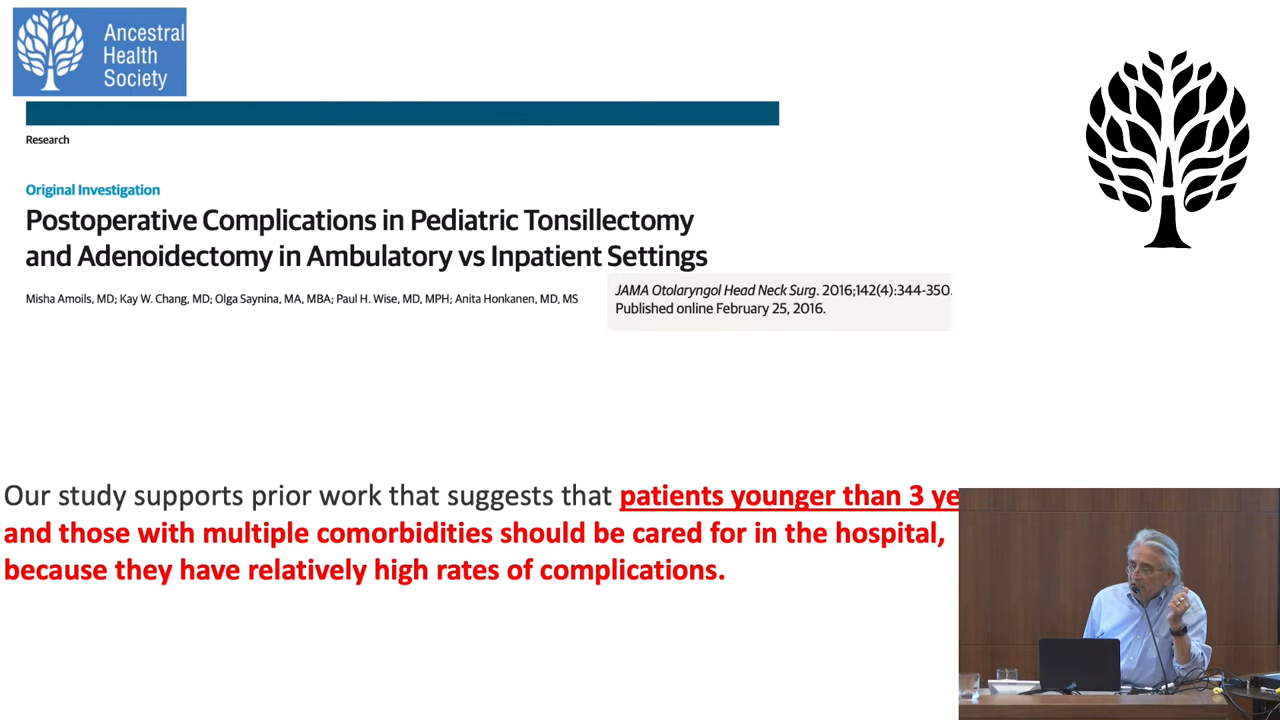 Ancestral
Health
Society
Research
Original Investigation
Postoperative Complications in Pediatric Tonsillectomy
and Adenoidectomy in Ambulatory vs Inpatient Settings
Misha Amoils, MD; Kay W. Chang, MD; Olga Saynina, MA, MBA; Paul H. Wise, MD, MPH; Anita Honkanen, MD, MS
JAMA Otolaryngol Head Neck Surg. 2016;142(4):344-350.
Published online February 25, 2016.
Our study supports prior work that suggests that patients younger than 3 ye
and those with multiple comorbidities should be cared for in the hospital,
because they have relatively high rates of complications.